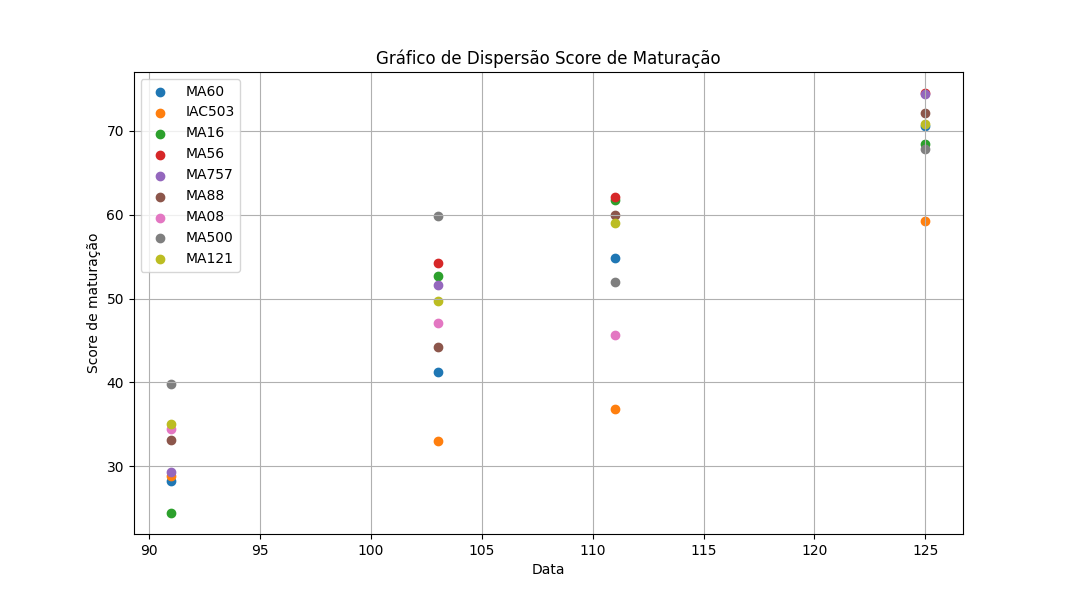 Gráfico de Dispersão Score de Maturação
MA60
IAC503
MA16
MA56
MA757
MA88
MA08
MA500
MA121
Score de maturação
70
60
50
40
30
90 95 100 105 110 115 120 125
Data